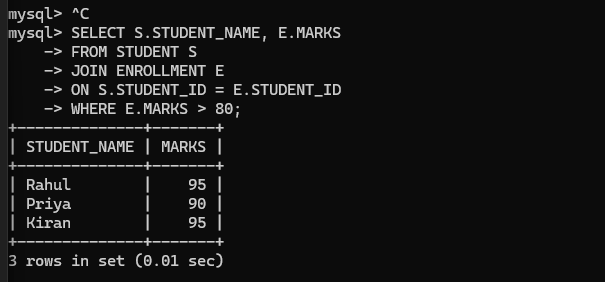 mysql> ^C
mysql> SELECT S.STUDENT_NAME, E.MARKS
    -> FROM STUDENT S
    -> JOIN ENROLLMENT E
    -> ON S.STUDENT_ID = E.STUDENT_ID
    -> WHERE E.MARKS > 80;
+--------------+-------+
| STUDENT_NAME | MARKS |
+--------------+-------+
| Rahul        |    95 |
| Priya        |    90 |
| Kiran        |    95 |
+--------------+-------+
3 rows in set (0.01 sec)